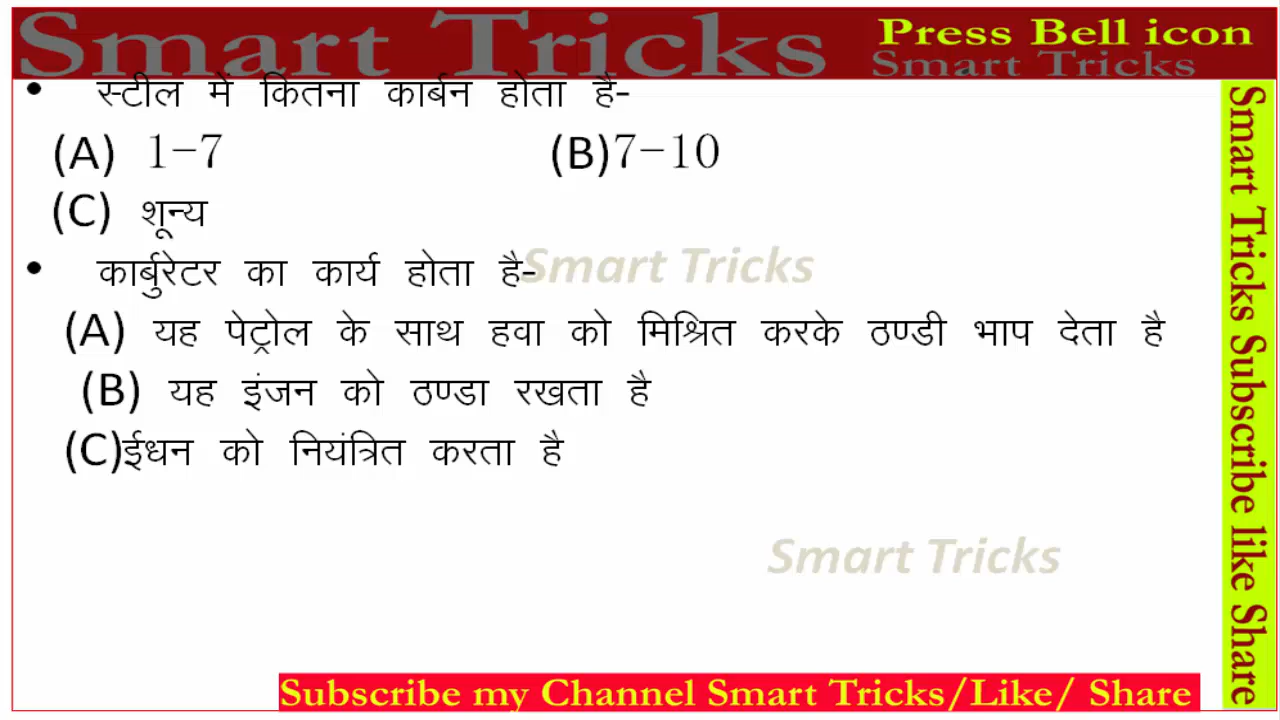 Smart Tricks
Press Bell icon
Smart Tricks
• स्टील में कितना कार्बन होता है-
(A) 1-7 (B)7-10
(C) शून्य
• कार्बुरेटर का कार्य होता है-
Smart Tricks
(A) यह पेट्रोल के साथ हवा को मिश्रित करके ठण्डी भाप देता है
(B) यह इंजन को ठण्डा रखता है
(C)ईधन को नियंत्रित करता है
Smart Tricks
Smart Tricks Subscribe like Share
Subscribe my Channel Smart Tricks/Like/ Share